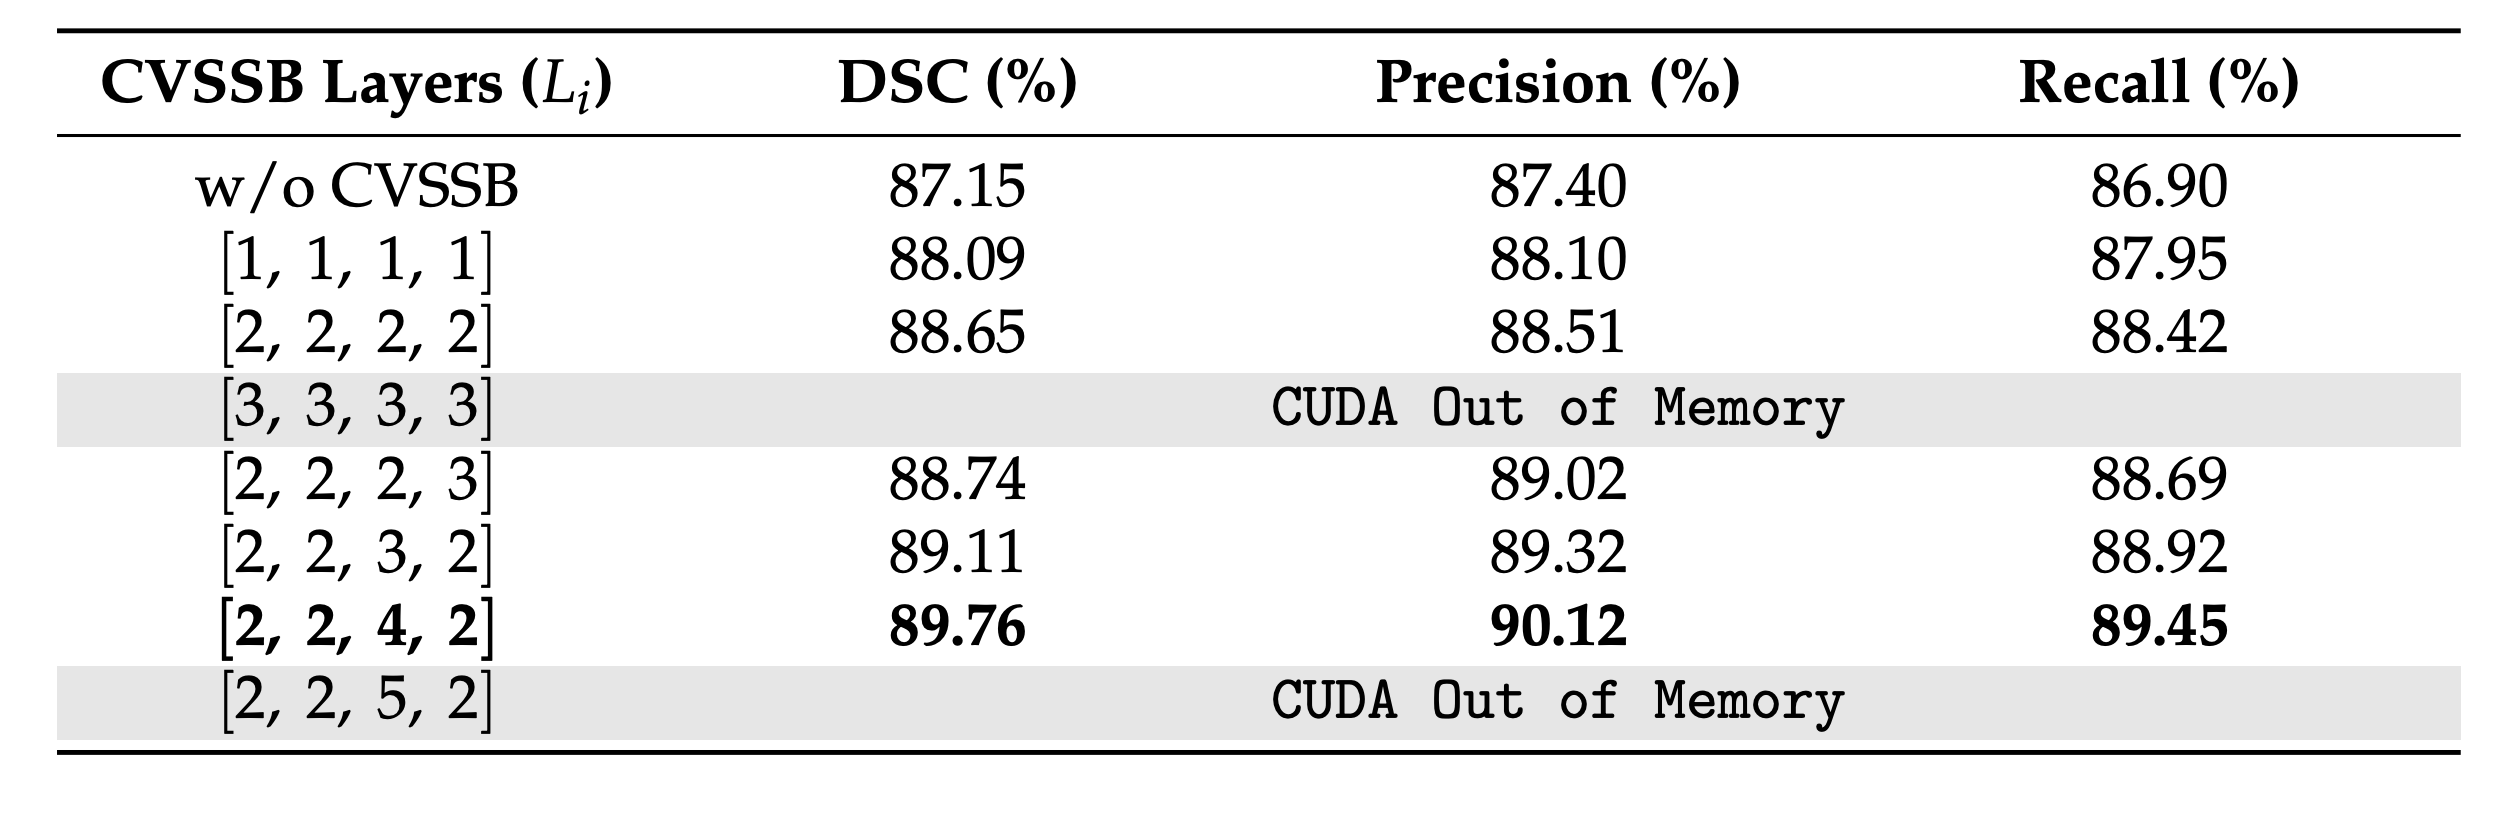 CVSSB Layers (Li) DSC (%) Precision (%) Recall (%)
w/o CVSSB 87.15 87.40 86.90
[1, 1, 1, 1] 88.09 88.10 87.95
[2, 2, 2, 2] 88.65 88.51 88.42
[3, 3, 3, 3] CUDA Out of Memory
[2, 2, 2, 3] 88.74 89.02 88.69
[2, 2, 3, 2] 89.11 89.32 88.92
[2, 2, 4, 2] 89.76 90.12 89.45
[2, 2, 5, 2] CUDA Out of Memory